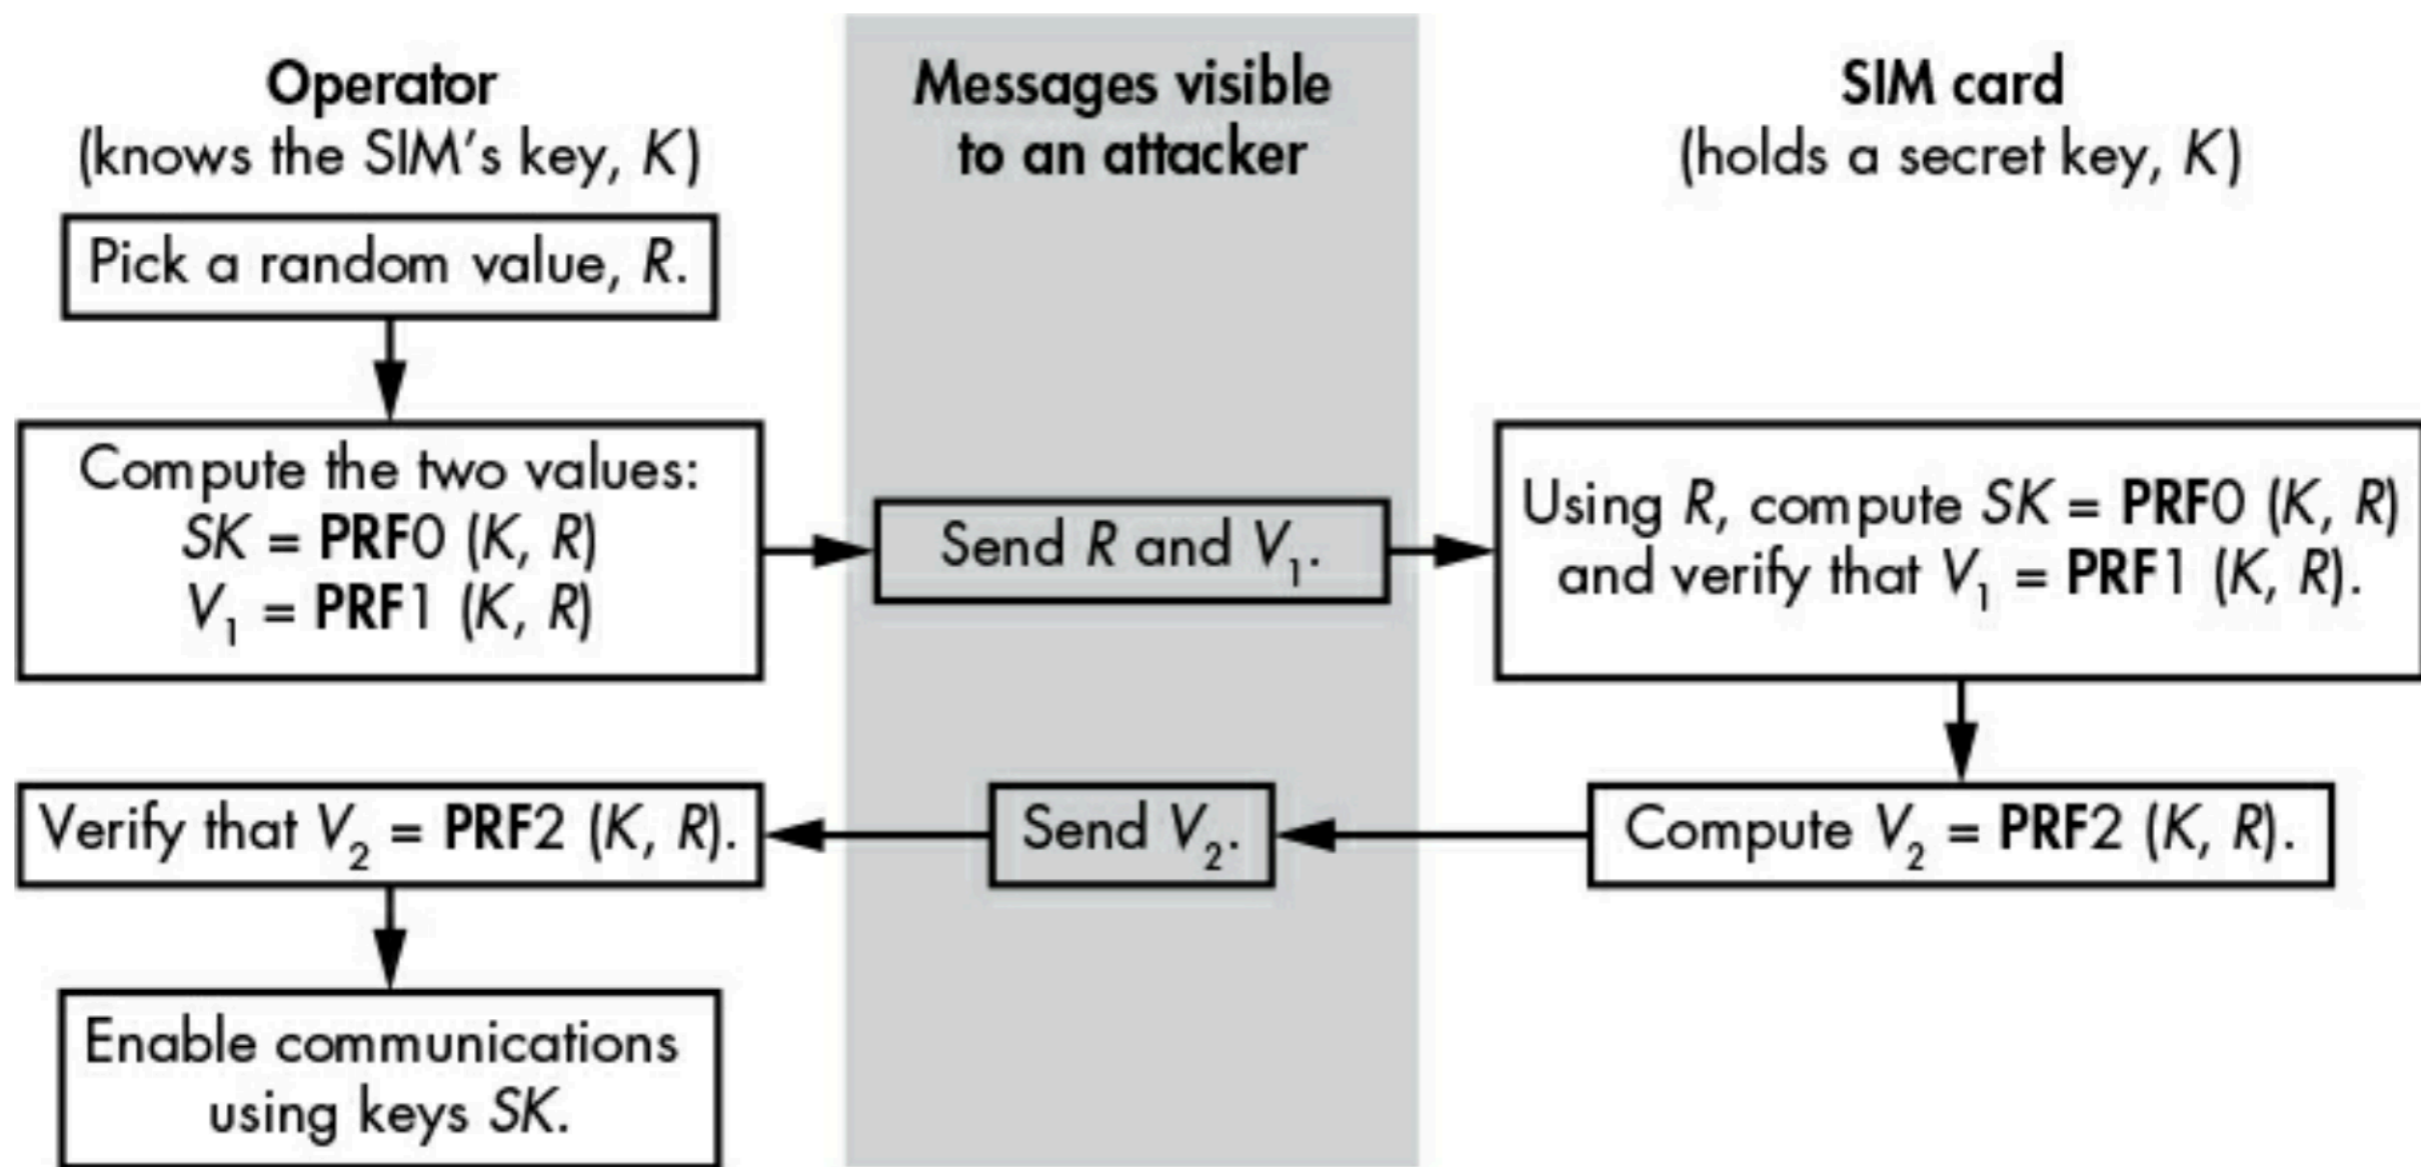 Operator
(knows the SIM's key, K)
Messages visible
to an attacker
SIM card
(holds a secret key, K)
Pick a random value, R.
Compute the two values:
SK = PRF0 (K, R)
V₁ = PRF1 (K, R)
Send R and V₁.
Using R, compute SK = PRF0 (K, R)
and verify that V₁ = PRF1 (K, R).
Compute V₂ = PRF2 (K, R).
Send V₂.
Verify that V₂ = PRF2 (K, R).
Enable communications
using keys SK.